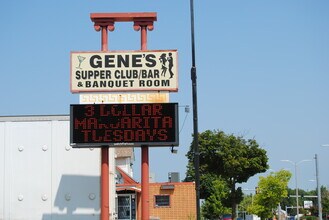 GENE'S
SUPPER CLUB/BAR
& BANQUET ROOM
3 DOLLAR
MARGARITA
TUESDAYS